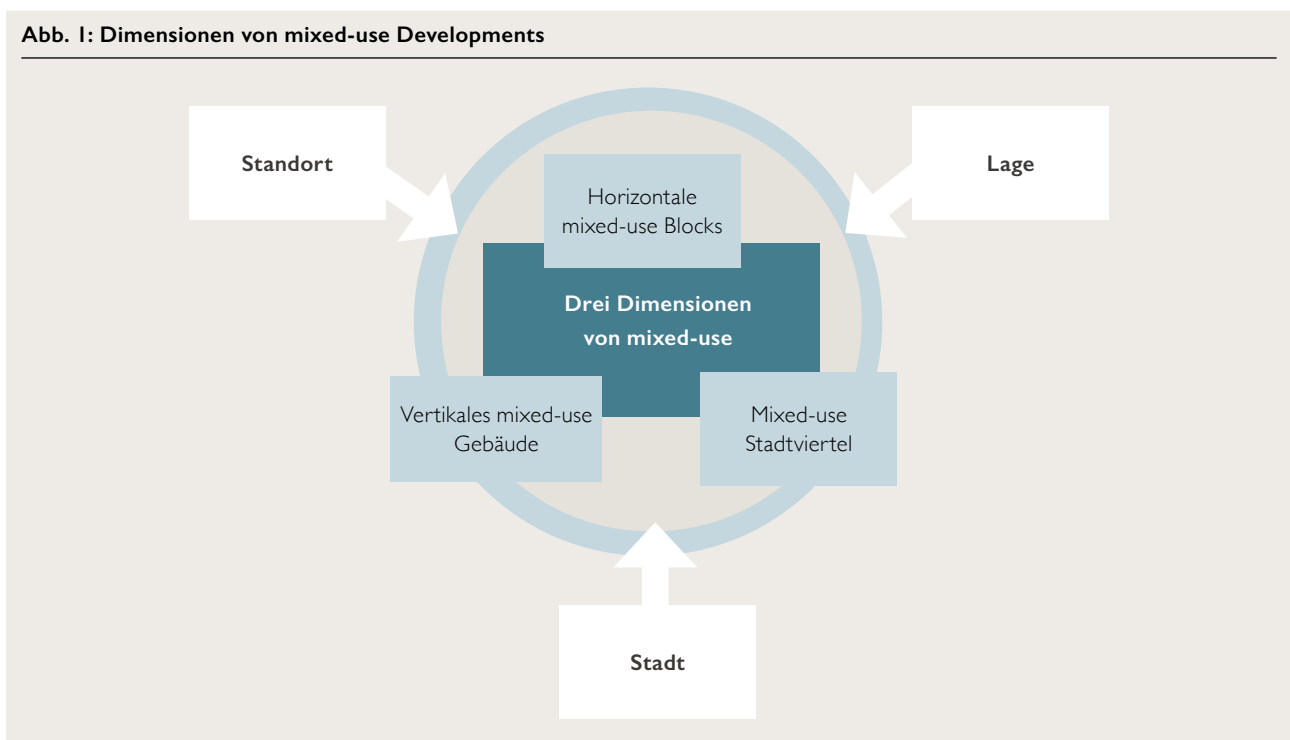 Abb. 1: Dimensionen von mixed-use Developments
Standort
Lage
Horizontale
mixed-use Blocks
Drei Dimensionen
von mixed-use
Vertikales mixed-use
Gebäude
Mixed-use
Stadtviertel
Stadt